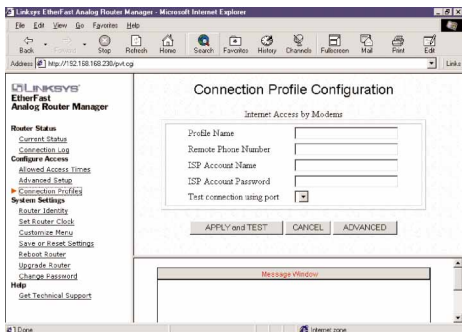 Linksys EtherFast Analog Router Manager - Microsoft Internet Explorer
File Edit View Go Favorites Help
Back Forward Stop Refresh Home Search Favorites History Channels Fullscreen Mail Print Edit
Address http://192.168.168.230/pvt.cgi Links
LINKSYS
EtherFast
Analog Router Manager
Router Status
Current Status
Connection Log
Configure Access
Allowed Access Times
Advanced Setup
Connection Profiles
System Settings
Router Identity
Set Router Clock
Customize Menu
Save or Reset Settings
Reboot Router
Upgrade Router
Change Password
Help
Get Technical Support
Connection Profile Configuration
Internet Access by Modems
Profile Name
Remote Phone Number
ISP Account Name
ISP Account Password
Test connection using port
APPLY and TEST CANCEL ADVANCED
Message Window
Done Internet zone